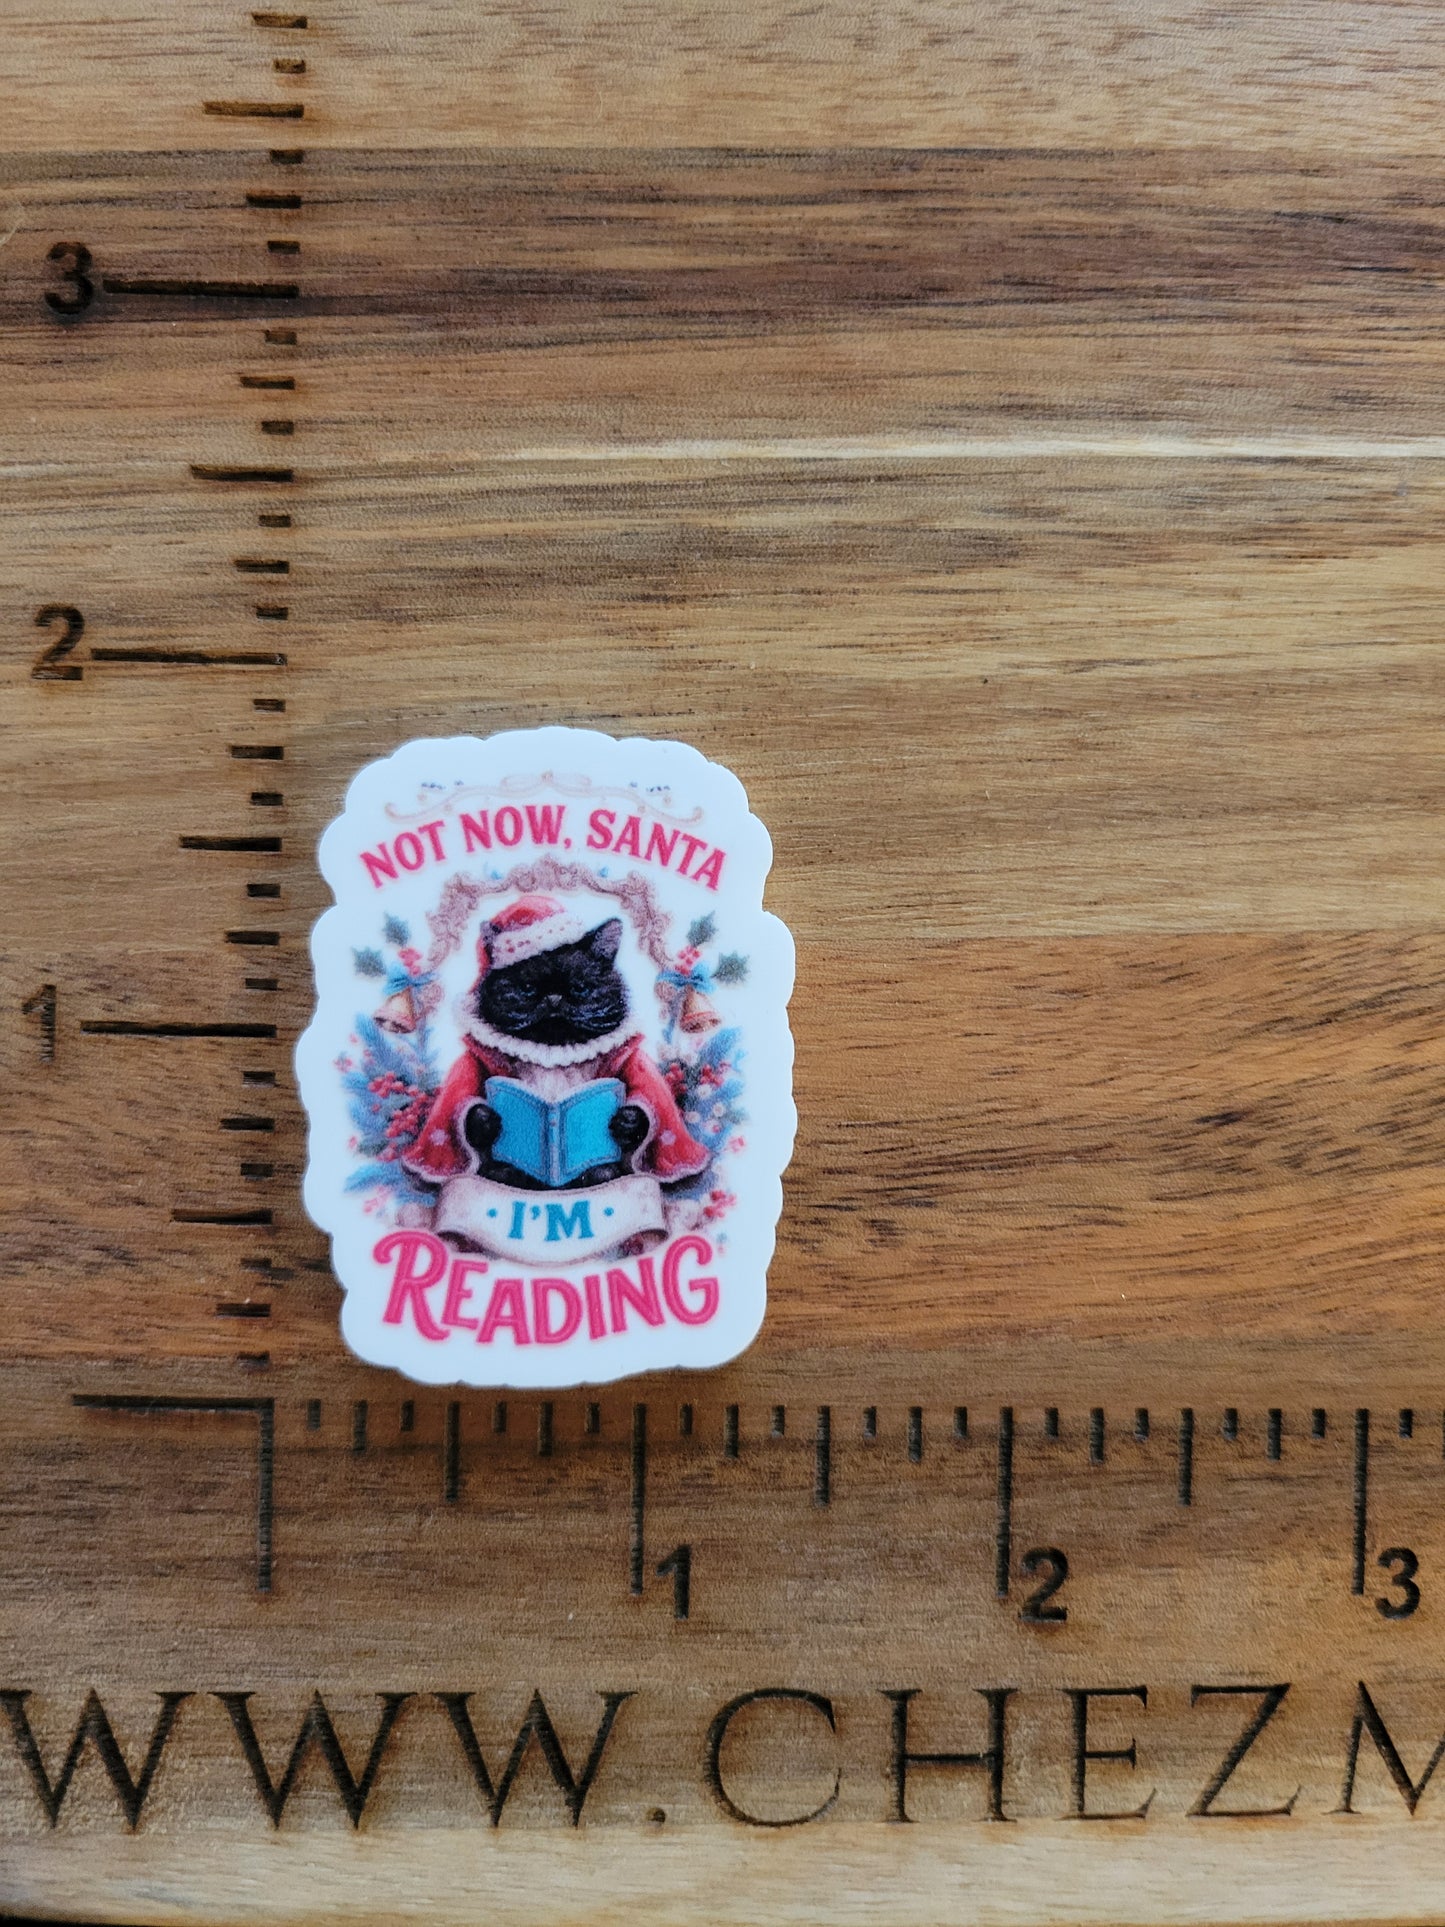 3
2
NOT NOW, SANTA
1
· I'M ·
READING
1 2 3
WWW.CHEZM